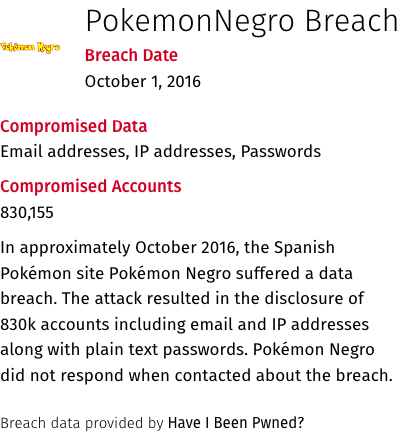 PokemonNegro Breach
Pokémon Negro
Breach Date
October 1, 2016
Compromised Data
Email addresses, IP addresses, Passwords
Compromised Accounts
830,155
In approximately October 2016, the Spanish
Pokémon site Pokémon Negro suffered a data
breach. The attack resulted in the disclosure of
830k accounts including email and IP addresses
along with plain text passwords. Pokémon Negro
did not respond when contacted about the breach.
Breach data provided by Have I Been Pwned?